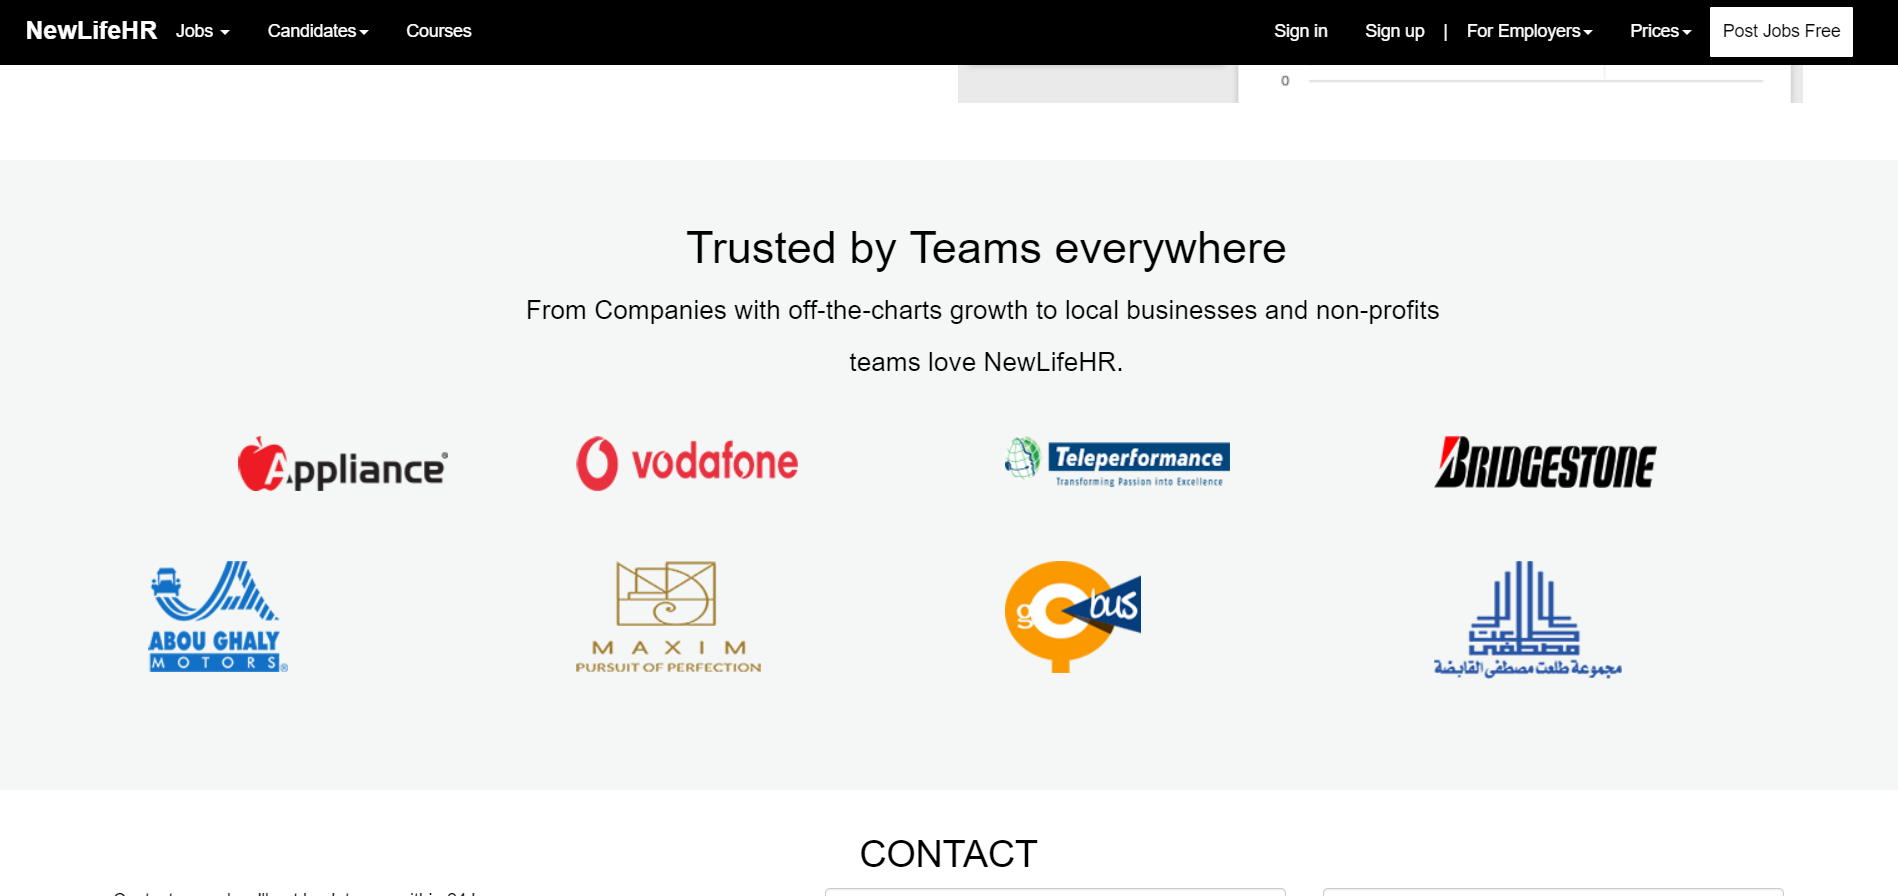 NewLifeHR Jobs Candidates Courses Sign in Sign up | For Employers Prices Post Jobs Free
0
Trusted by Teams everywhere
From Companies with off-the-charts growth to local businesses and non-profits
teams love NewLifeHR.
Appliance®
vodafone
Teleperformance
Transforming Passion into Excellence
BRIDGESTONE
ABOU GHALY
MOTORS®
MAXIM
PURSUIT OF PERFECTION
go bus
طلعت
مصطفى
مجموعة طلعت مصطفى القابضة
CONTACT